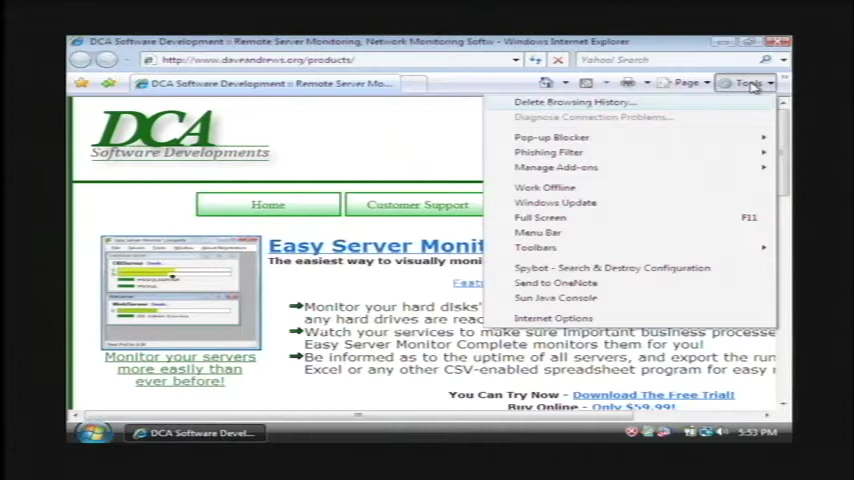 DCA Software Development :: Remote Server Monitoring, Network Monitoring Softw - Windows Internet Explorer
http://www.daveandrews.org/products/
Yahoo! Search
DCA Software Development :: Remote Server Mo...
Page
Tools
DCA
Software Developments
Home
Customer Support
Delete Browsing History...
Diagnose Connection Problems...
Pop-up Blocker
Phishing Filter
Manage Add-ons
Work Offline
Windows Update
Full Screen F11
Menu Bar
Toolbars
Spybot - Search & Destroy Configuration
Send to OneNote
Sun Java Console
Internet Options
Easy Server Monit
The easiest way to visually monito
Featu
Monitor your hard disks'
any hard drives are reac
Watch your services to make sure important business processe
Easy Server Monitor Complete monitors them for you!
Be informed as to the uptime of all servers, and export the run
Excel or any other CSV-enabled spreadsheet program for easy r
Monitor your servers
more easily than
ever before!
You Can Try Now - Download The Free Trial!
Buy Online - Only $59.99!
DCA Software Devel...
5:53 PM